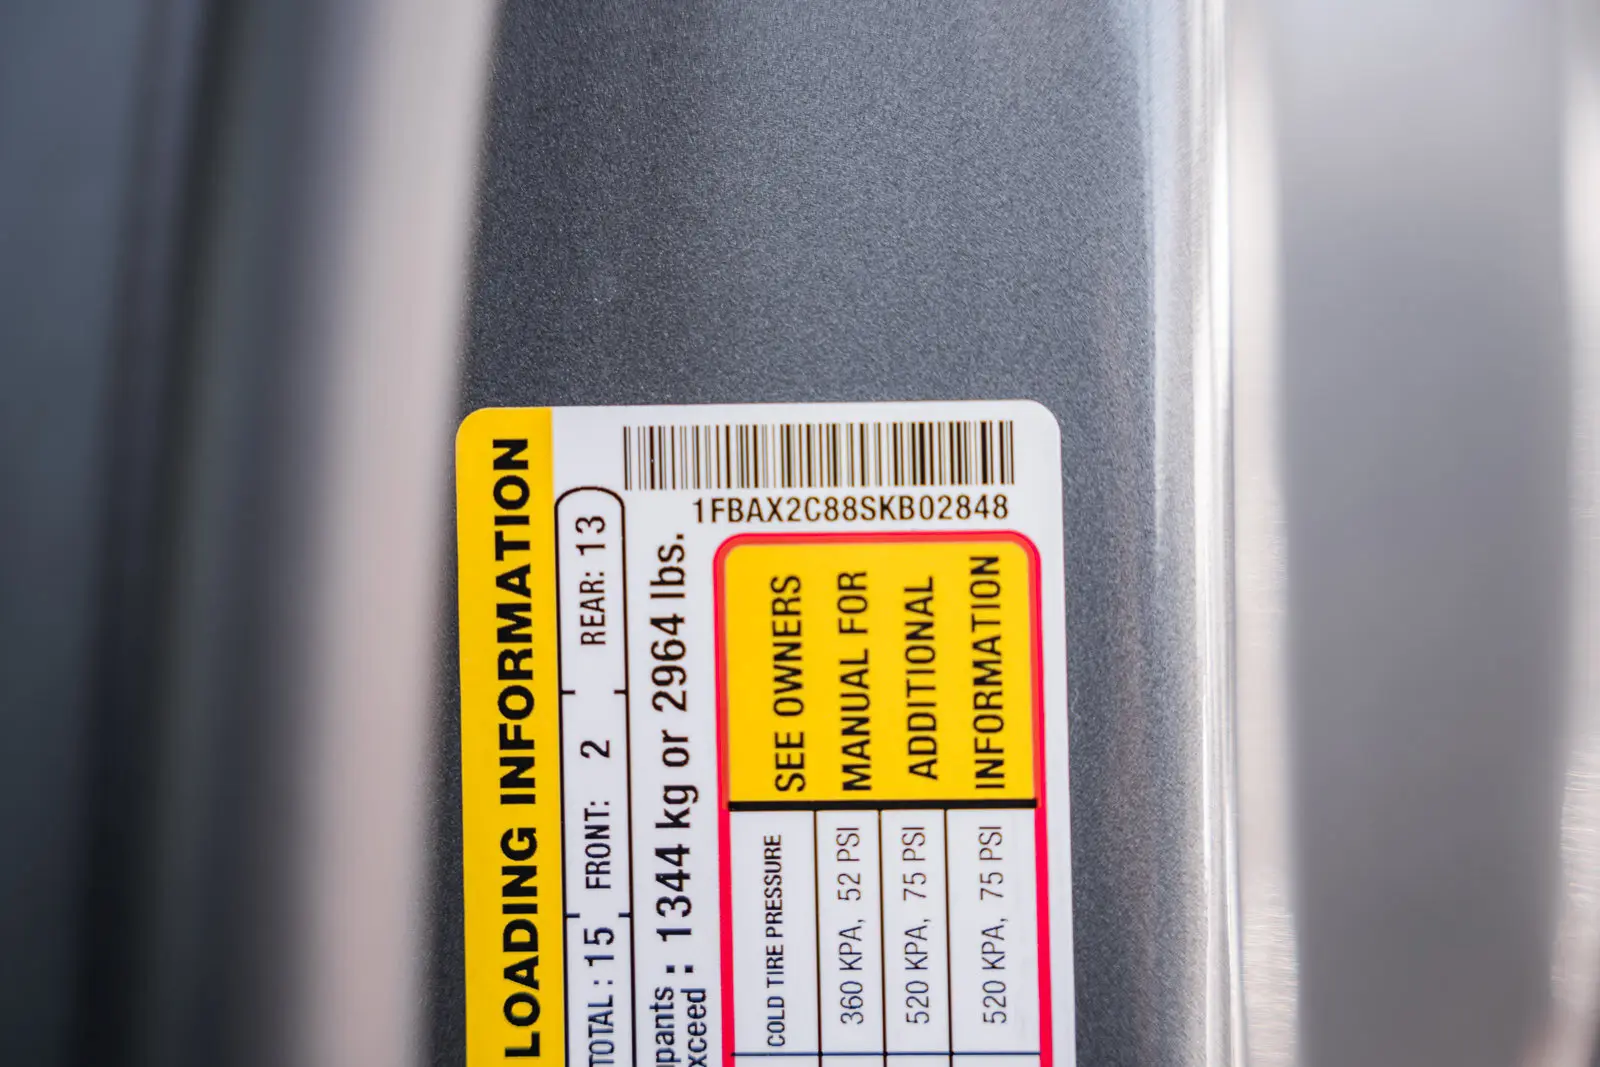 1FBAX2C88SKB02848
LOADING INFORMATION
TOTAL : 15 FRONT: 2 REAR: 13
: 1344 kg or 2964 lbs.
COLD TIRE PRESSURE
360 KPA, 52 PSI
520 KPA, 75 PSI
520 KPA, 75 PSI
SEE OWNERS
MANUAL FOR
ADDITIONAL
INFORMATION